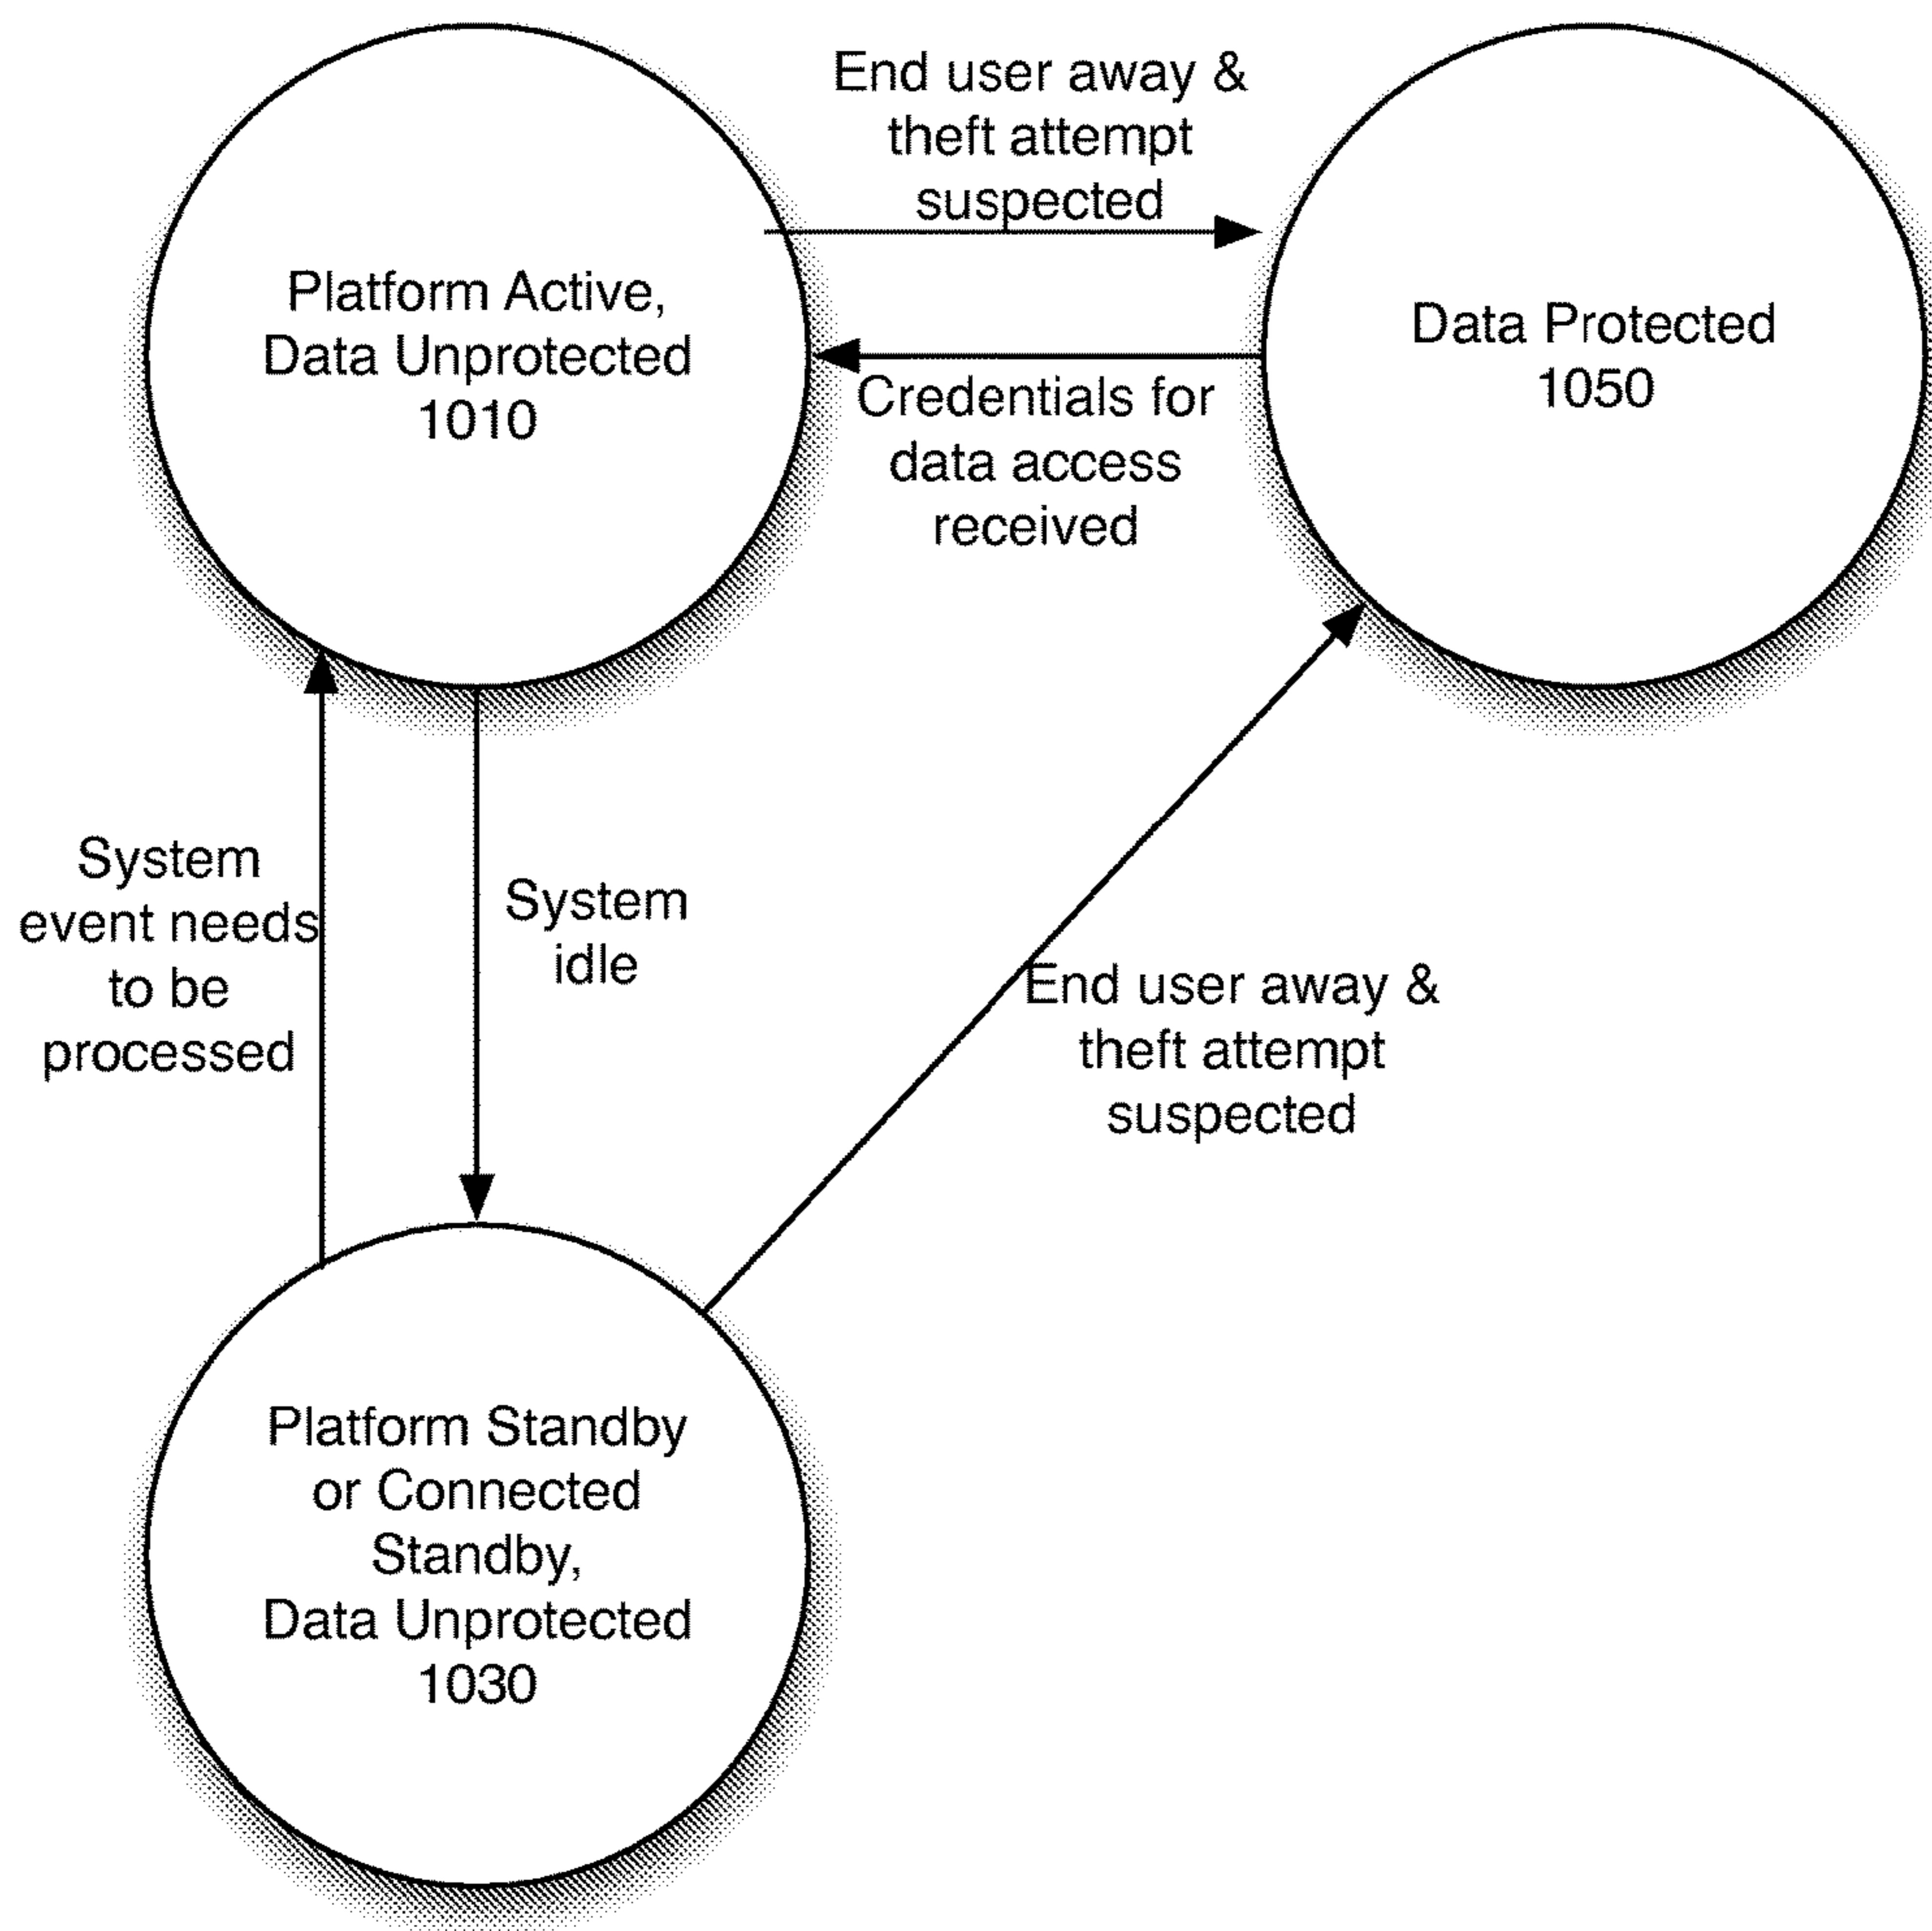 End user away &
theft attempt
suspected
Platform Active,
Data Unprotected
1010
Data Protected
1050
Credentials for
data access
received
System
event needs
to be
processed
System
idle
End user away &
theft attempt
suspected
Platform Standby
or Connected
Standby,
Data Unprotected
1030